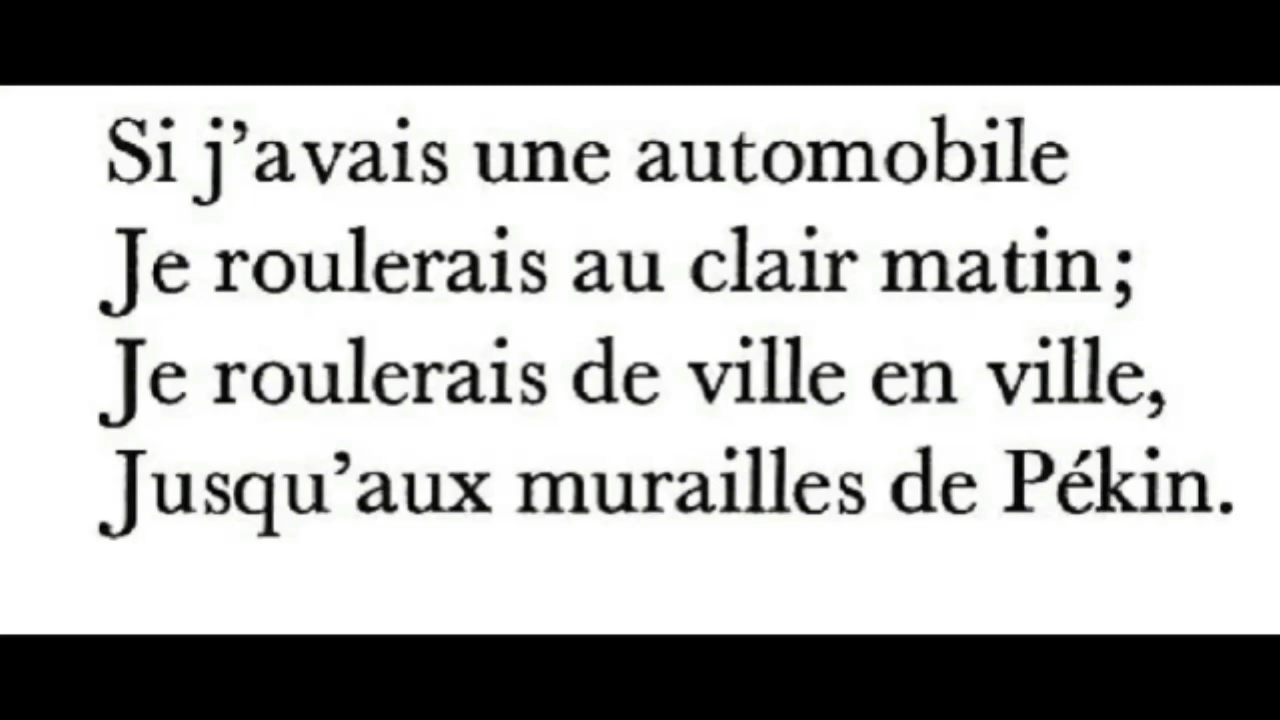 Si j’avais une automobile
Je roulerais au clair matin;
Je roulerais de ville en ville,
Jusqu’aux murailles de Pékin.